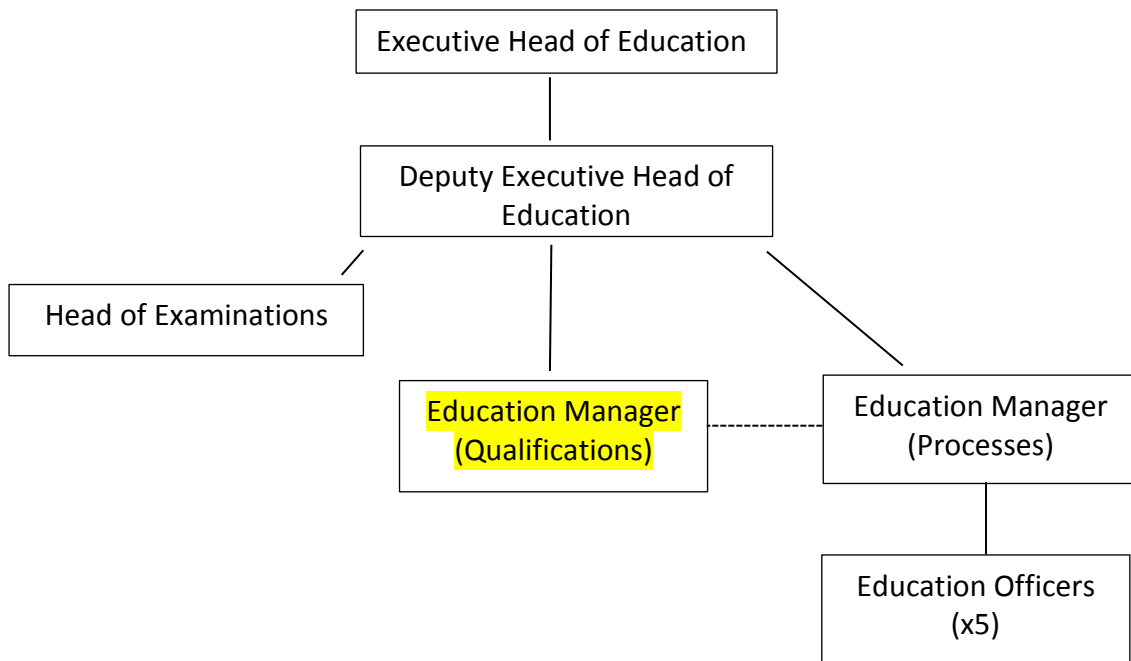 Executive Head of Education
Deputy Executive Head of
Education
Head of Examinations
Education Manager
(Qualifications)
Education Manager
(Processes)
Education Officers
(x5)